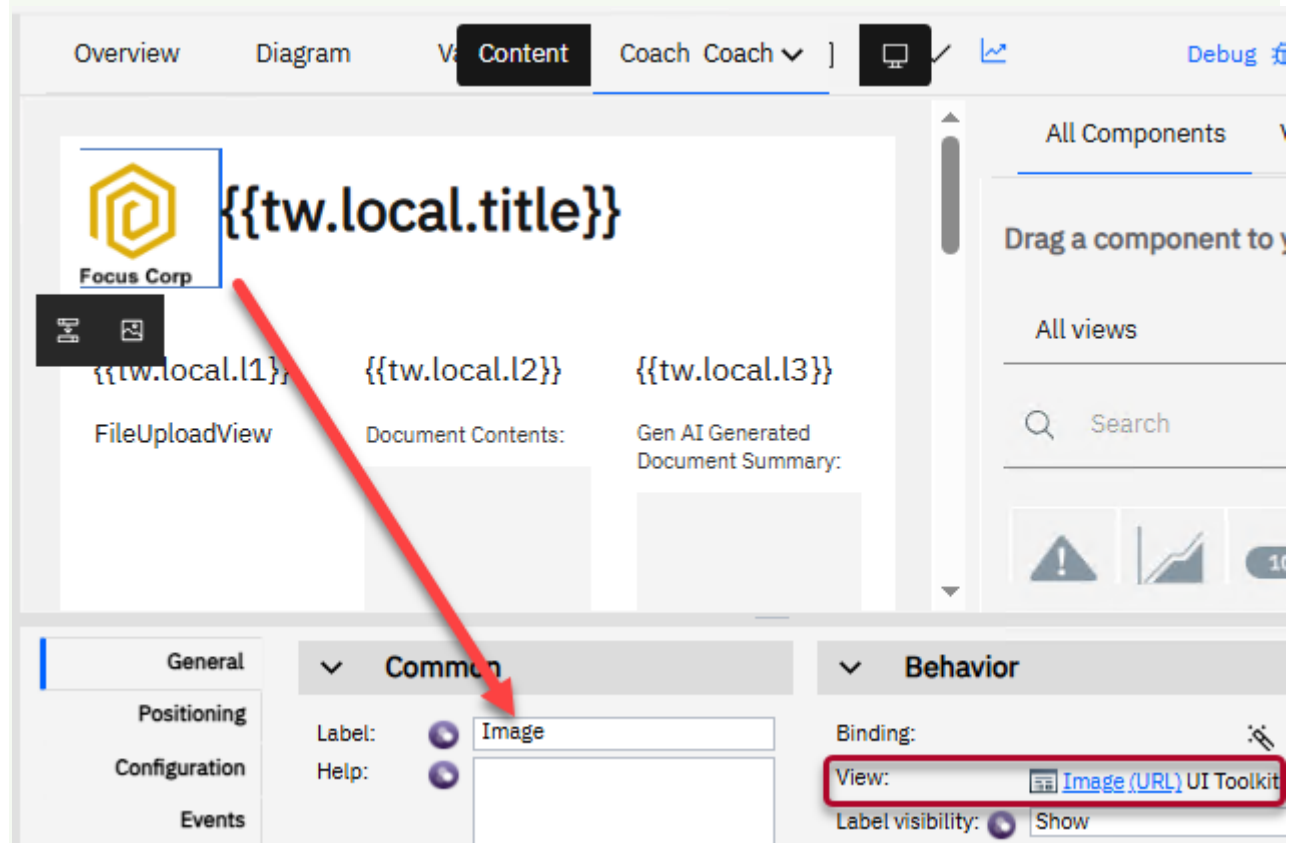 Overview Diagram Va Content Coach Coach ] Debug
All Components
Focus Corp
{{tw.local.title}}
Drag a component to y
All views
Search
{{tw.local.l1}} {{tw.local.l2}} {{tw.local.l3}}
FileUploadView
Document Contents:
Gen AI Generated
Document Summary:
10
General
Positioning
Configuration
Events
Common
Label: Image
Help:
Behavior
Binding:
View: Image (URL) UI Toolkit
Label visibility: Show